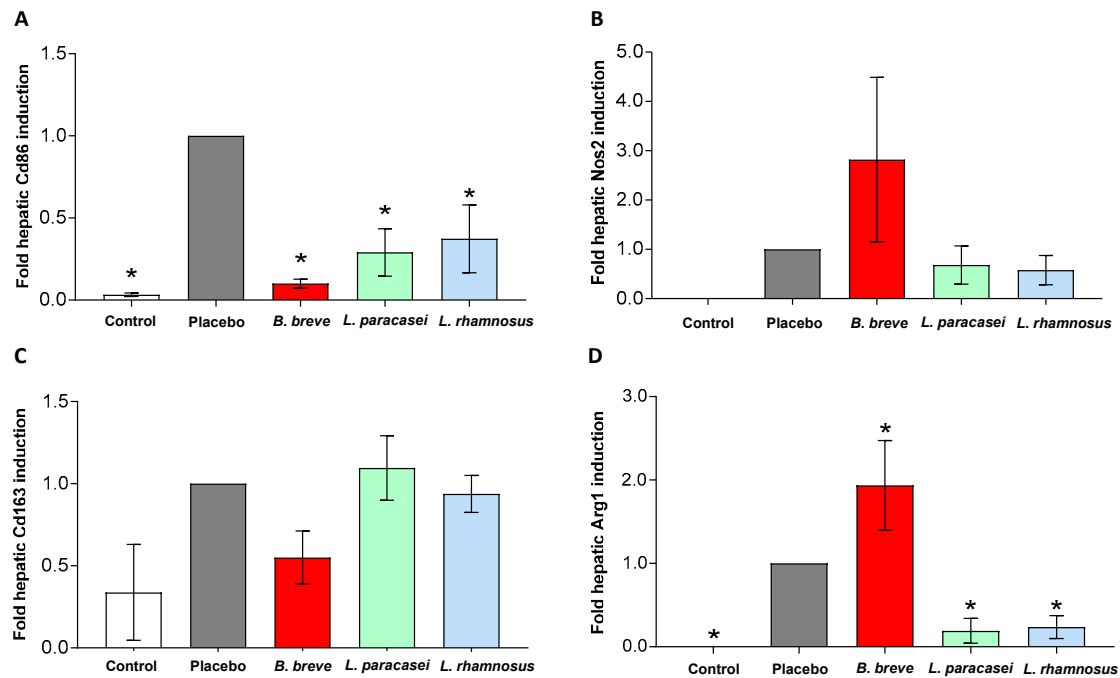 A
Fold hepatic Cd86 induction
1.5
1.0
0.5
0.0
*
*
*
*
Control Placebo B. breve L. paracasei L. rhamnosus
B
Fold hepatic Nos2 induction
5.0
4.0
3.0
2.0
1.0
0.0
Control Placebo B. breve L. paracasei L. rhamnosus
C
Fold hepatic Cd163 induction
1.5
1.0
0.5
0.0
Control Placebo B. breve L. paracasei L. rhamnosus
D
Fold hepatic Arg1 induction
3.0
2.0
1.0
0.0
*
*
*
*
Control Placebo B. breve L. paracasei L. rhamnosus